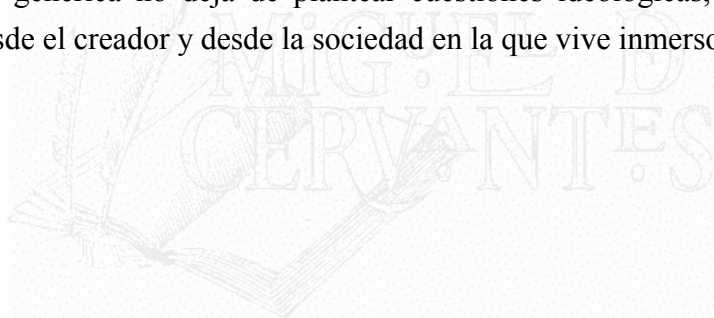 genérica no deja de plantear cuestiones ideológicas,
sde el creador y desde la sociedad en la que vive inmerso
MIGUEL D
CERVANTES